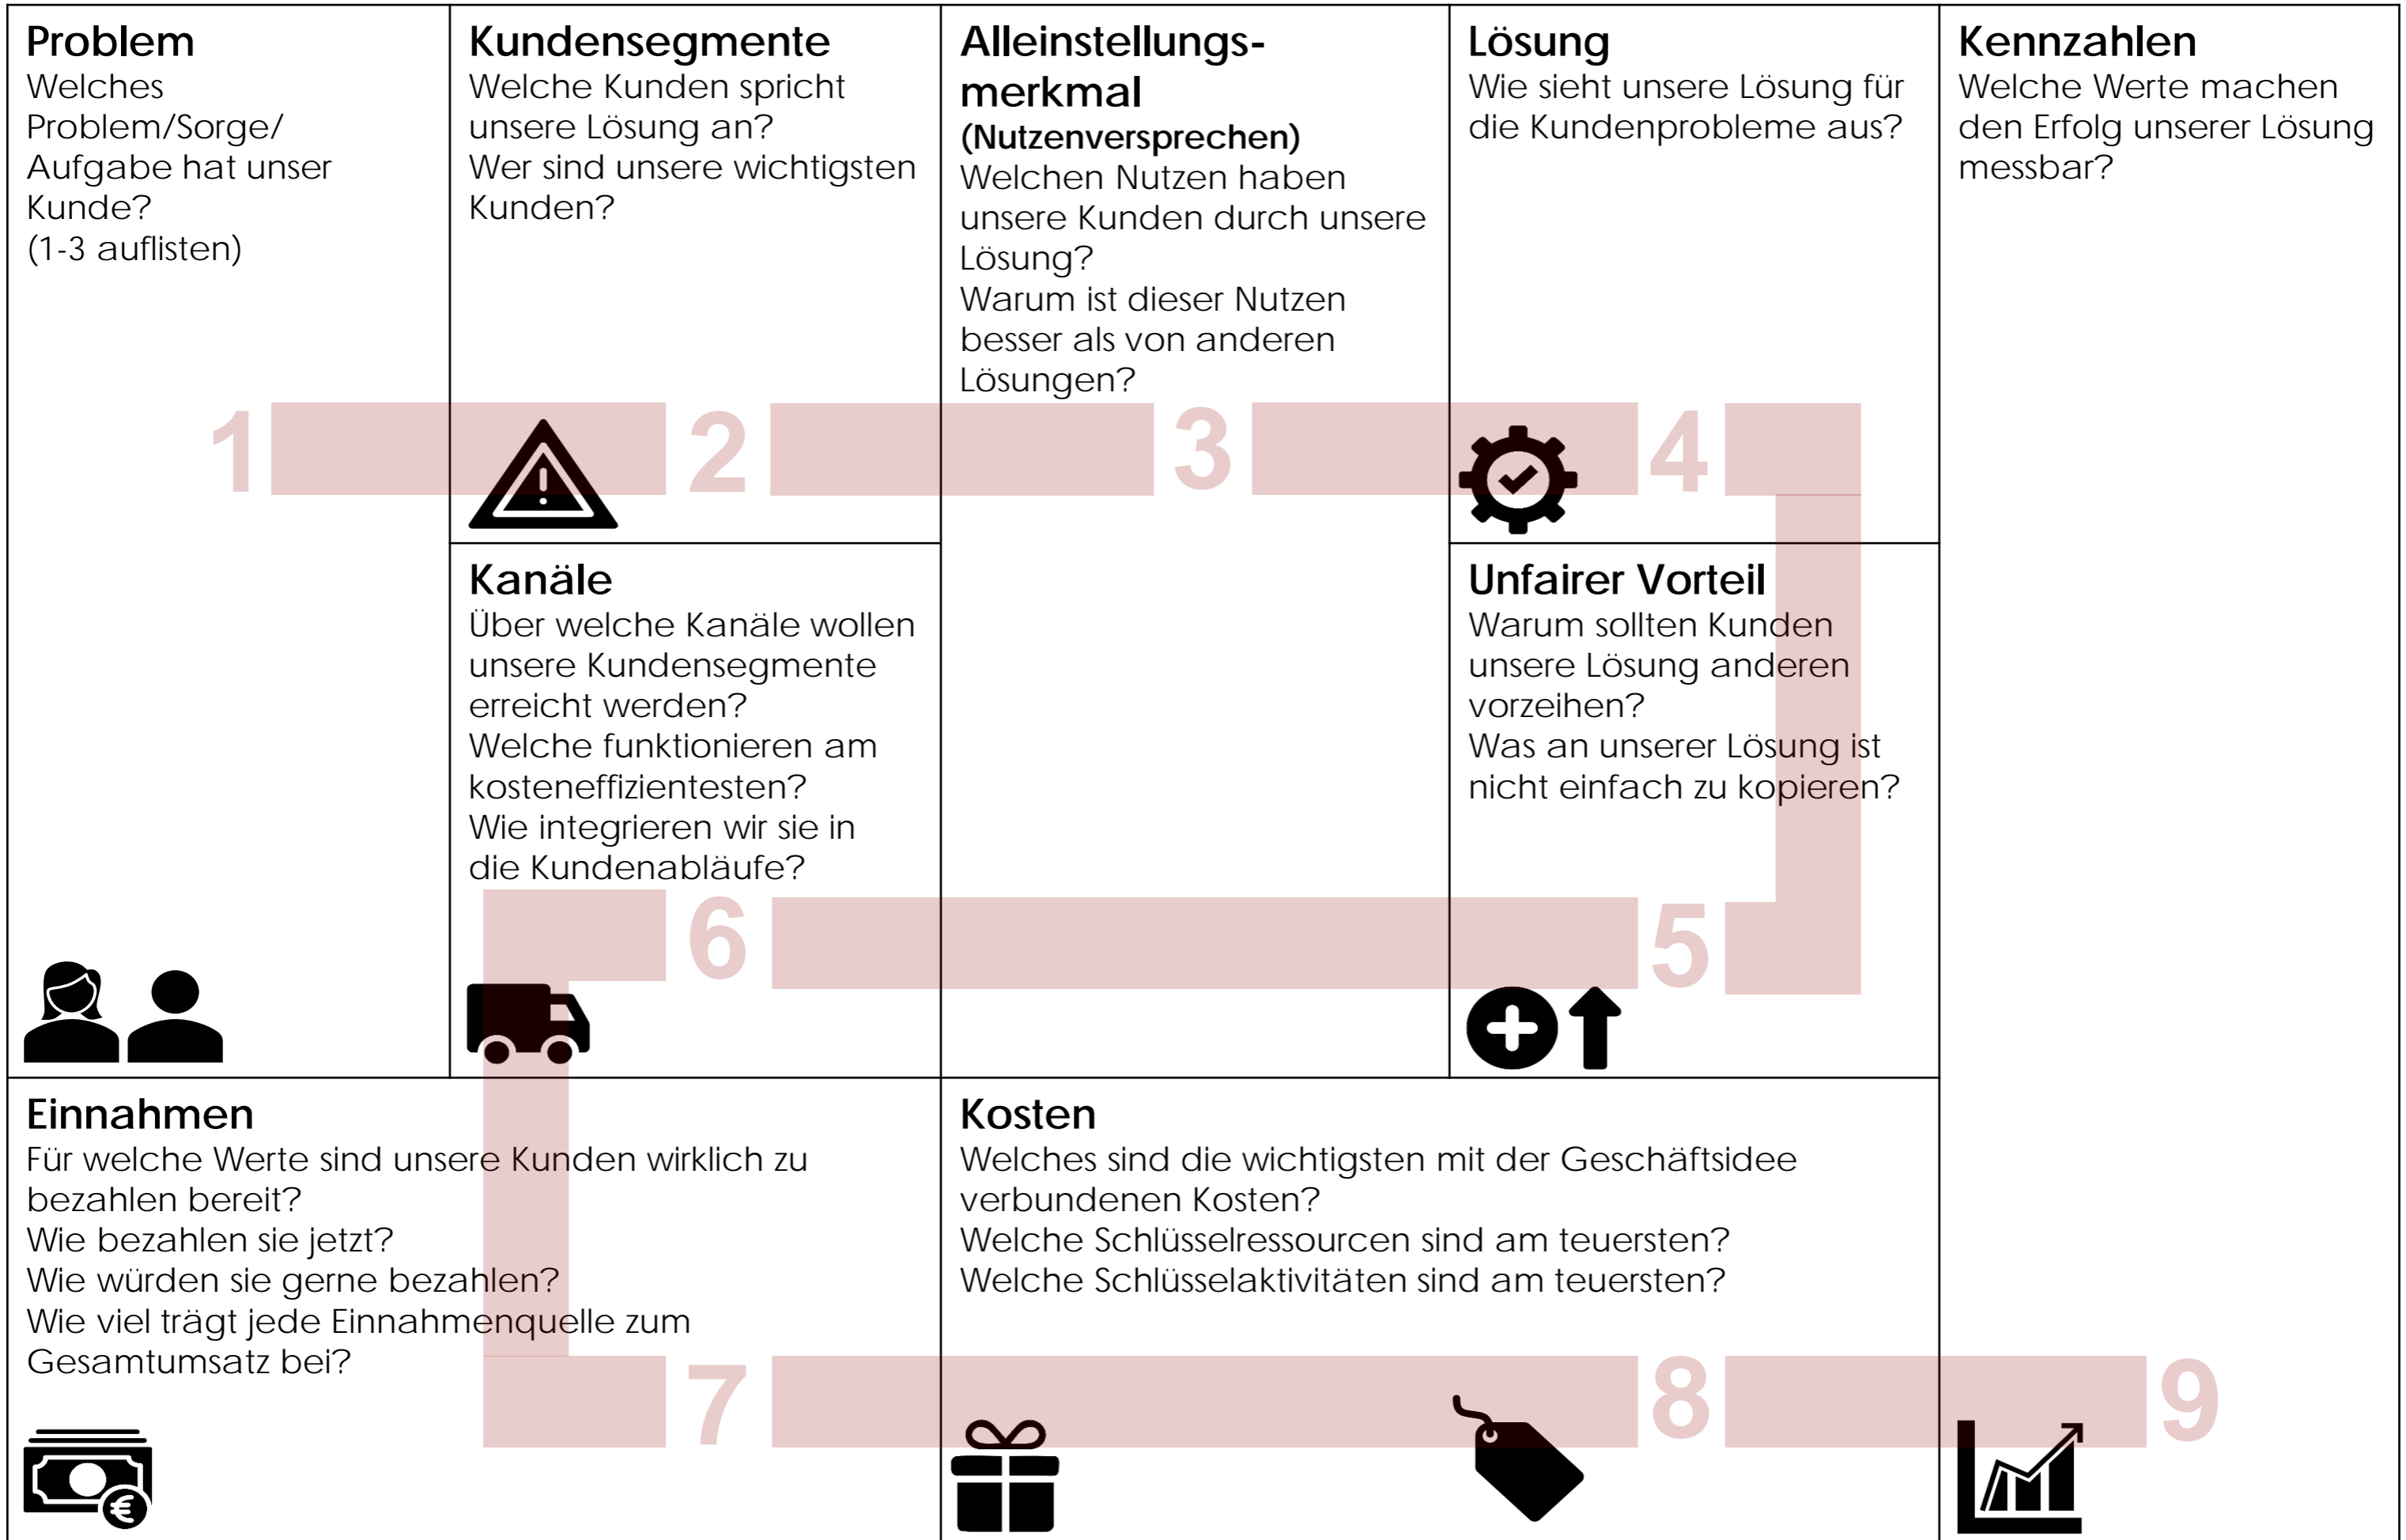 Problem
Welches
Problem/Sorge/
Aufgabe hat unser
Kunde?
(1-3 auflisten)
1
Kundensegmente
Welche Kunden spricht
unsere Lösung an?
Wer sind unsere wichtigsten
Kunden?
2
Alleinstellungs-
merkmal
(Nutzenversprechen)
Welchen Nutzen haben
unsere Kunden durch unsere
Lösung?
Warum ist dieser Nutzen
besser als von anderen
Lösungen?
3
Lösung
Wie sieht unsere Lösung für
die Kundenprobleme aus?
4
Unfairer Vorteil
Warum sollten Kunden
unsere Lösung anderen
vorzeihen?
Was an unserer Lösung ist
nicht einfach zu kopieren?
5
Kanäle
Über welche Kanäle wollen
unsere Kundensegmente
erreicht werden?
Welche funktionieren am
kosteneffizientesten?
Wie integrieren wir sie in
die Kundenabläufe?
6
Einnahmen
Für welche Werte sind unsere Kunden wirklich zu
bezahlen bereit?
Wie bezahlen sie jetzt?
Wie würden sie gerne bezahlen?
Wie viel trägt jede Einnahmenquelle zum
Gesamtumsatz bei?
€
7
Kosten
Welches sind die wichtigsten mit der Geschäftsidee
verbundenen Kosten?
Welche Schlüsselressourcen sind am teuersten?
Welche Schlüsselaktivitäten sind am teuersten?
8
Kennzahlen
Welche Werte machen
den Erfolg unserer Lösung
messbar?
9